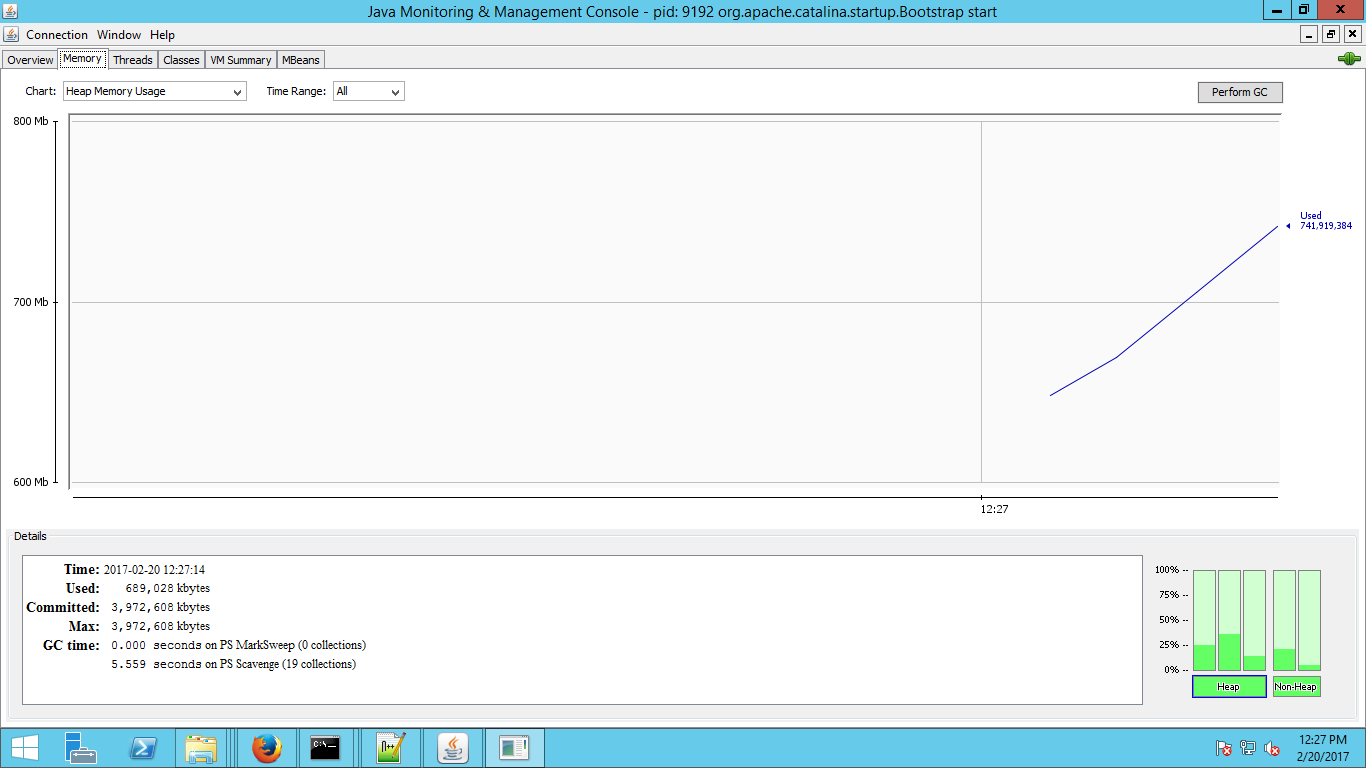 Java Monitoring & Management Console - pid: 9192 org.apache.catalina.startup.Bootstrap start
Connection Window Help
Overview Memory Threads Classes VM Summary MBeans
Chart: Heap Memory Usage Time Range: All Perform GC
800 Mb
Used
741,919,384
700 Mb
600 Mb
12:27
Details
Time: 2017-02-20 12:27:14
Used: 689,028 kbytes
Committed: 3,972,608 kbytes
Max: 3,972,608 kbytes
GC time: 0.000 seconds on PS MarkSweep (0 collections)
5.559 seconds on PS Scavenge (19 collections)
100% --
75% --
50% --
25% --
0% --
Heap Non-Heap
C:\_
12:27 PM
2/20/2017